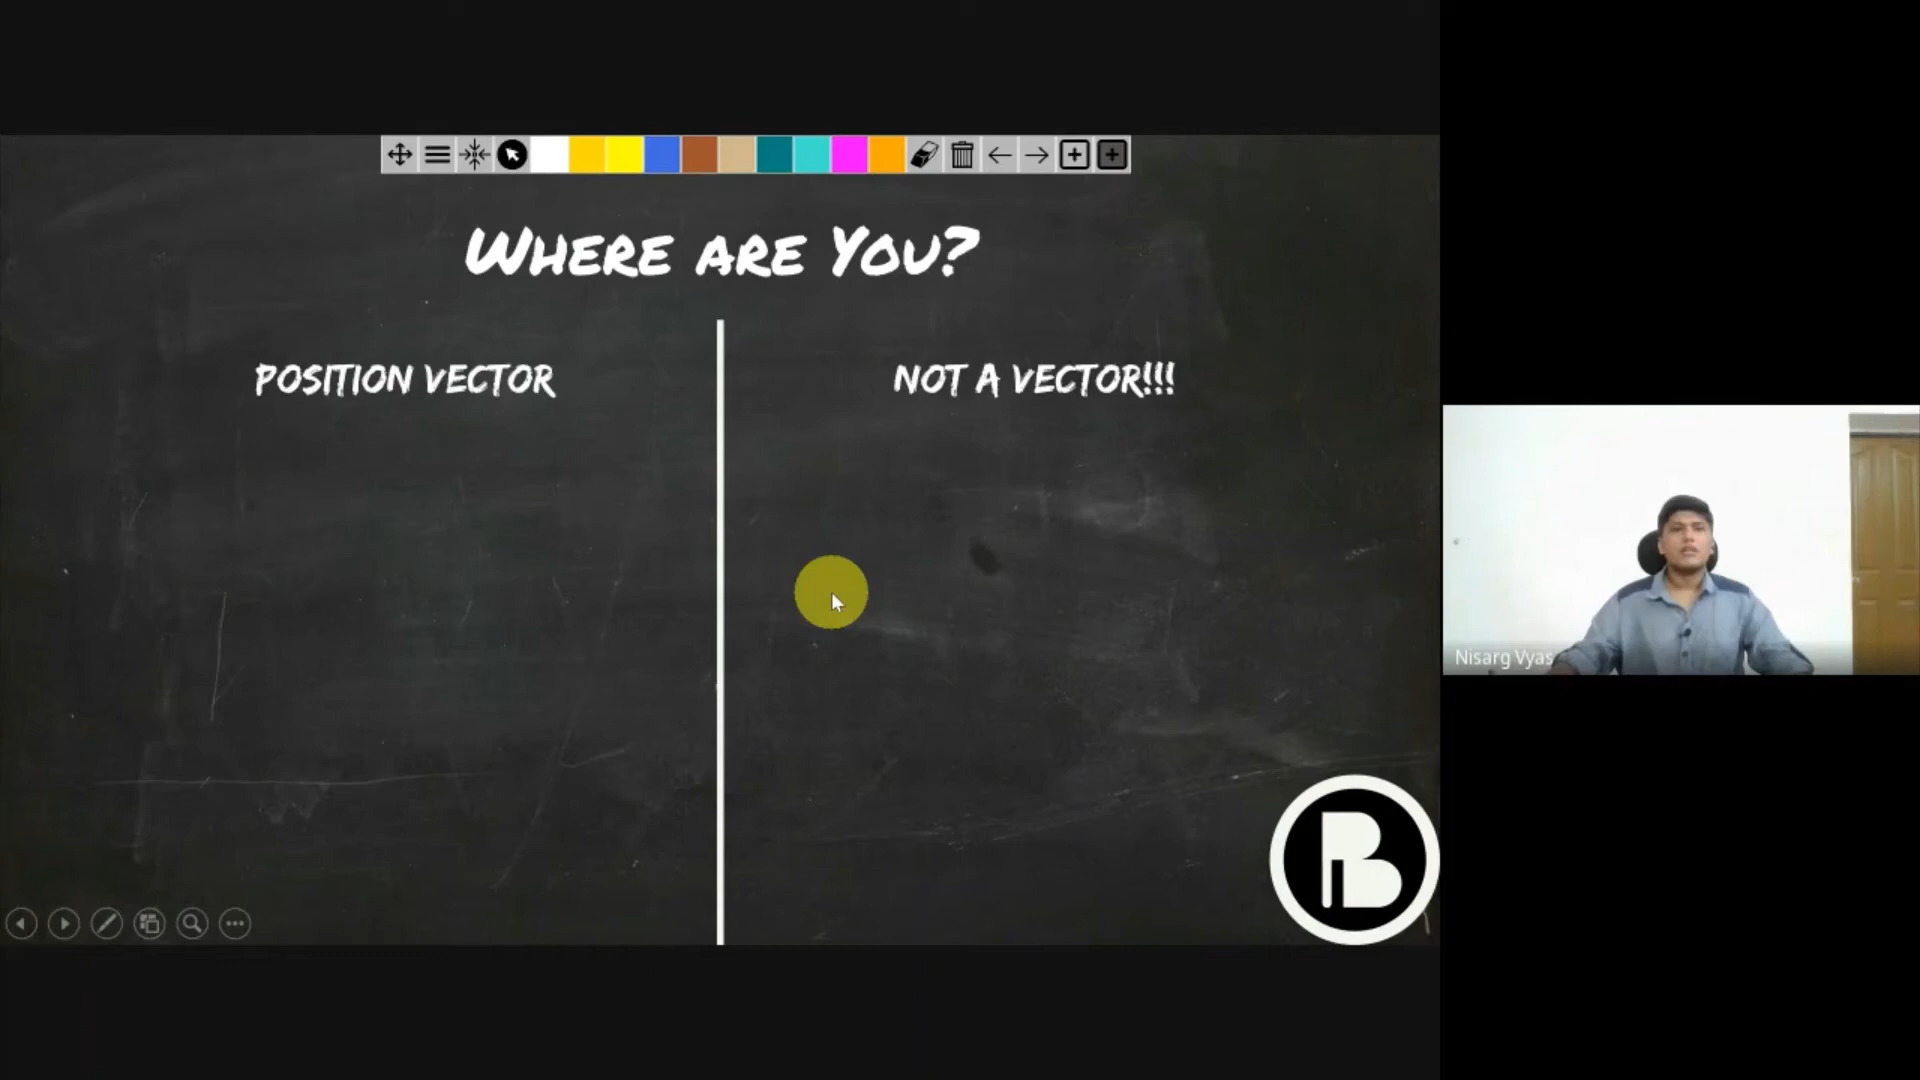 WHERE ARE YOU?
POSITION VECTOR
NOT A VECTOR!!!
Nisarg Vyas